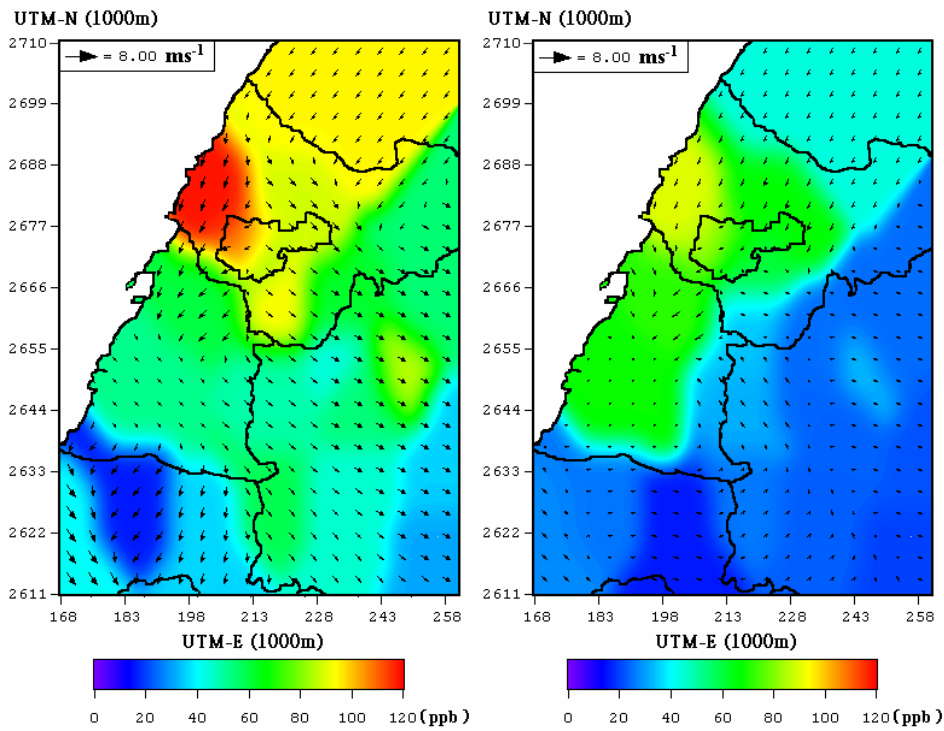 UTM-N (1000m)
UTM-N (1000m)
= 8.00 ms-1
= 8.00 ms-1
2710
2699
2688
2677
2666
2655
2644
2633
2622
2611
2710
2699
2688
2677
2666
2655
2644
2633
2622
2611
168 183 198 213 228 243 258
168 183 198 213 228 243 258
UTM-E (1000m)
UTM-E (1000m)
0 20 40 60 80 100 120 (ppb)
0 20 40 60 80 100 120 (ppb)